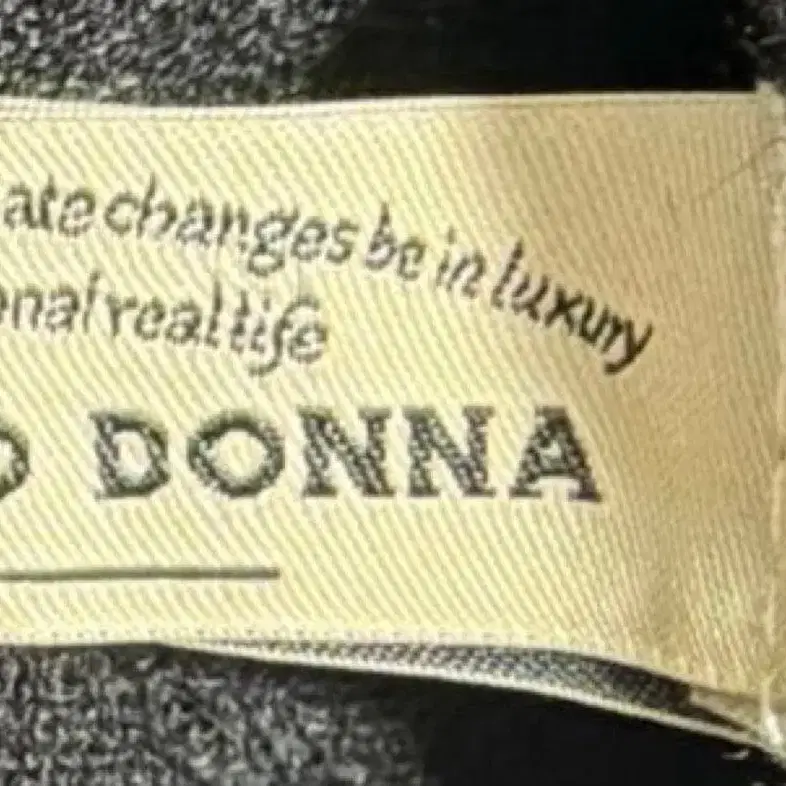 ate changes be in luxury
onal real life
O DONNA